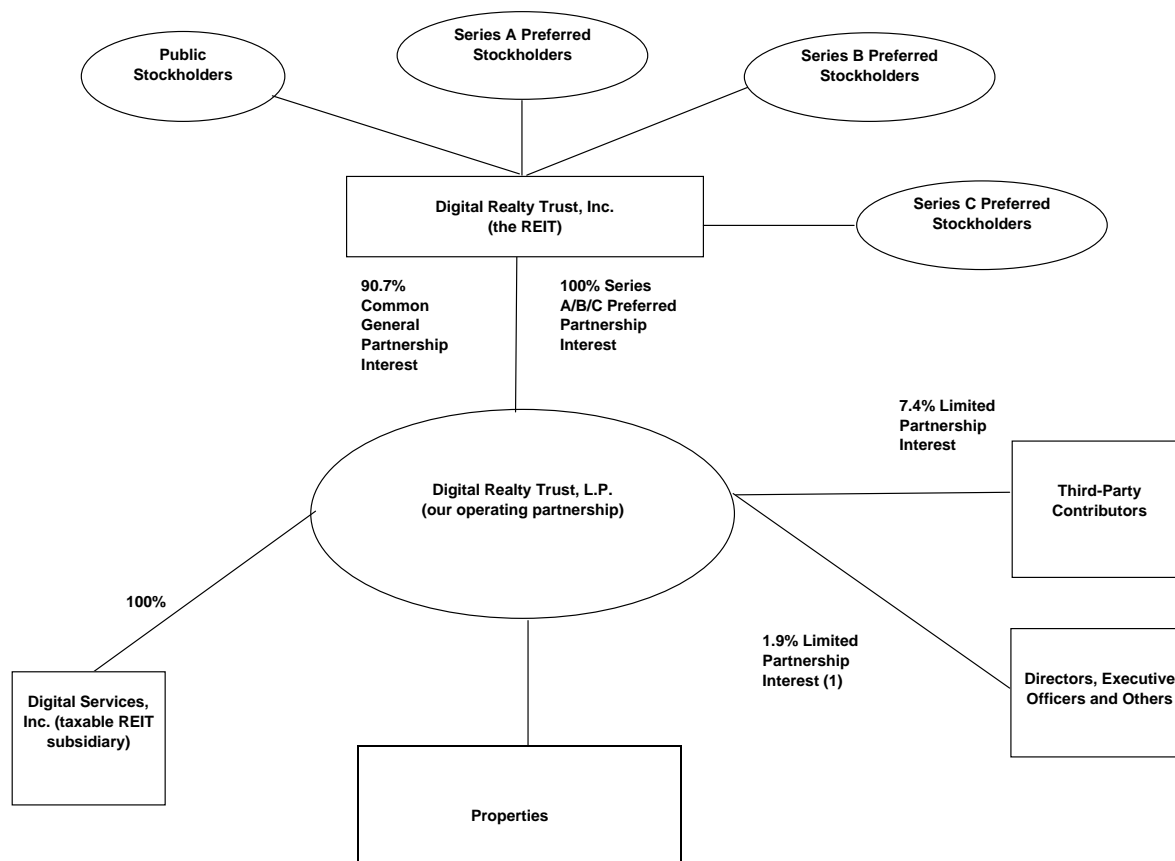 Public
Stockholders
Series A Preferred
Stockholders
Series B Preferred
Stockholders
Digital Realty Trust, Inc.
(the REIT)
Series C Preferred
Stockholders
90.7%
Common
General
Partnership
Interest
100% Series
A/B/C Preferred
Partnership
Interest
7.4% Limited
Partnership
Interest
Digital Realty Trust, L.P.
(our operating partnership)
Third-Party
Contributors
100%
1.9% Limited
Partnership
Interest (1)
Directors, Executive
Officers and Others
Digital Services,
Inc. (taxable REIT
subsidiary)
Properties